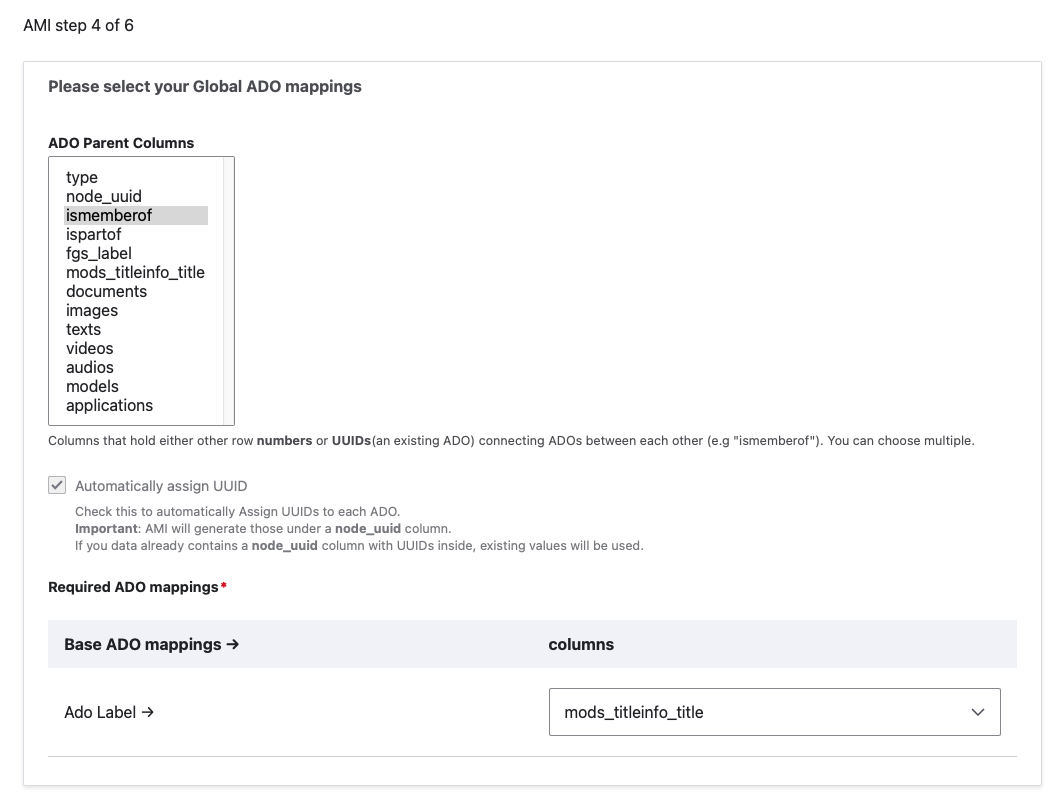 AMI step 4 of 6
Please select your Global ADO mappings
ADO Parent Columns
type
node_uuid
ismemberof
ispartof
fgs_label
mods_titleinfo_title
documents
images
texts
videos
audios
models
applications
Columns that hold either other row numbers or UUIDs(an existing ADO) connecting ADOs between each other (e.g "ismemberof"). You can choose multiple.
Automatically assign UUID
Check this to automatically Assign UUIDs to each ADO.
Important: AMI will generate those under a node_uuid column.
If you data already contains a node_uuid column with UUIDs inside, existing values will be used.
Required ADO mappings*
Base ADO mappings → columns
Ado Label → mods_titleinfo_title